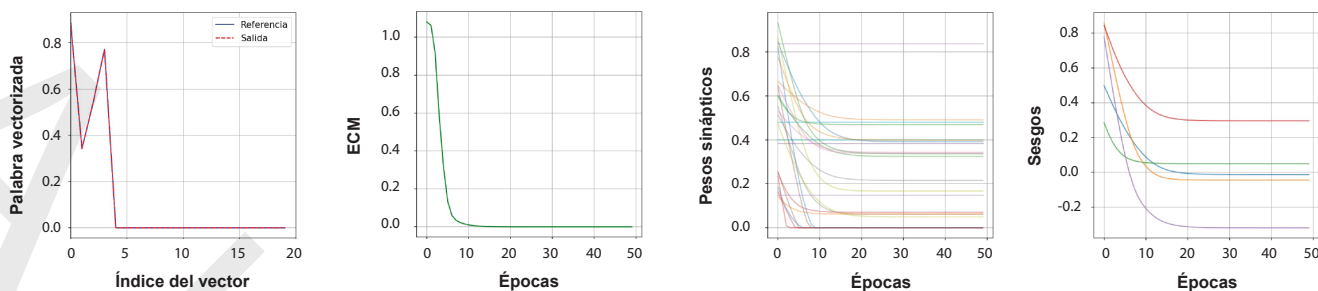 Palabra vectorizada
0.8
0.6
0.4
0.2
0.0
Referencia
Salida
0 5 10 15 20
Índice del vector
ECM
1.0
0.8
0.6
0.4
0.2
0.0
0 10 20 30 40 50
Épocas
Pesos sinápticos
0.8
0.6
0.4
0.2
0.0
0 10 20 30 40 50
Épocas
Sesgos
0.8
0.6
0.4
0.2
0.0
-0.2
0 10 20 30 40 50
Épocas